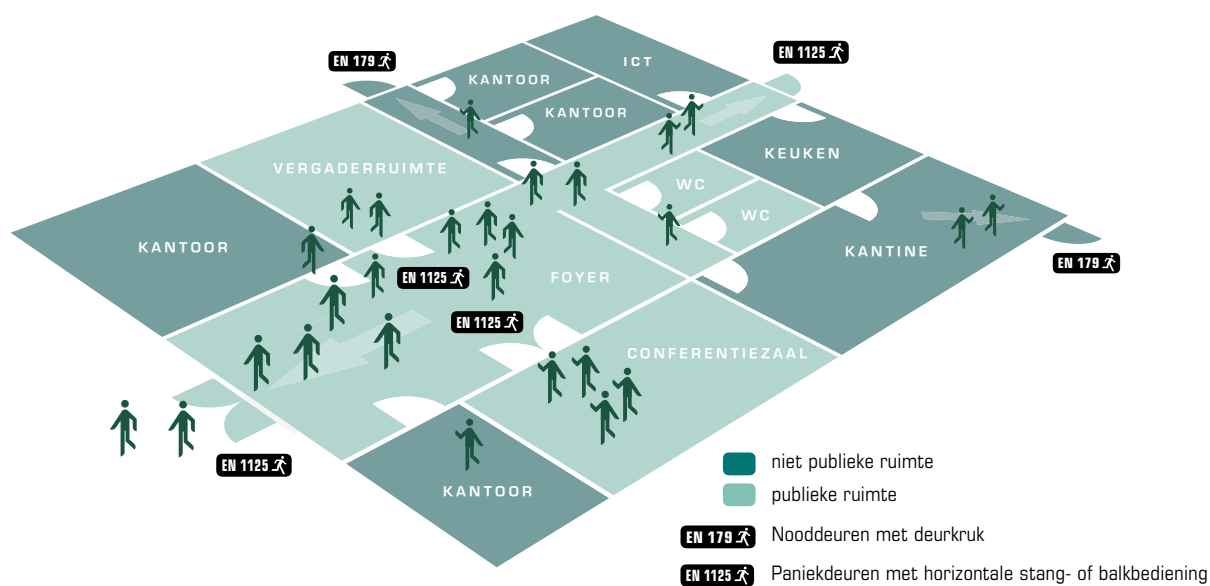 EN 1125
EN 179
ICT
KANTOOR
KANTOOR
KEUKEN
VERGADERRUIMTE
WC
WC
KANTOOR
KANTINE
EN 179
EN 1125
FOYER
EN 1125
CONFERENTIEZAAL
EN 1125
KANTOOR
niet publieke ruimte
publieke ruimte
EN 179 Nooddeuren met deurkruk
EN 1125 Paniekdeuren met horizontale stang- of balkbediening